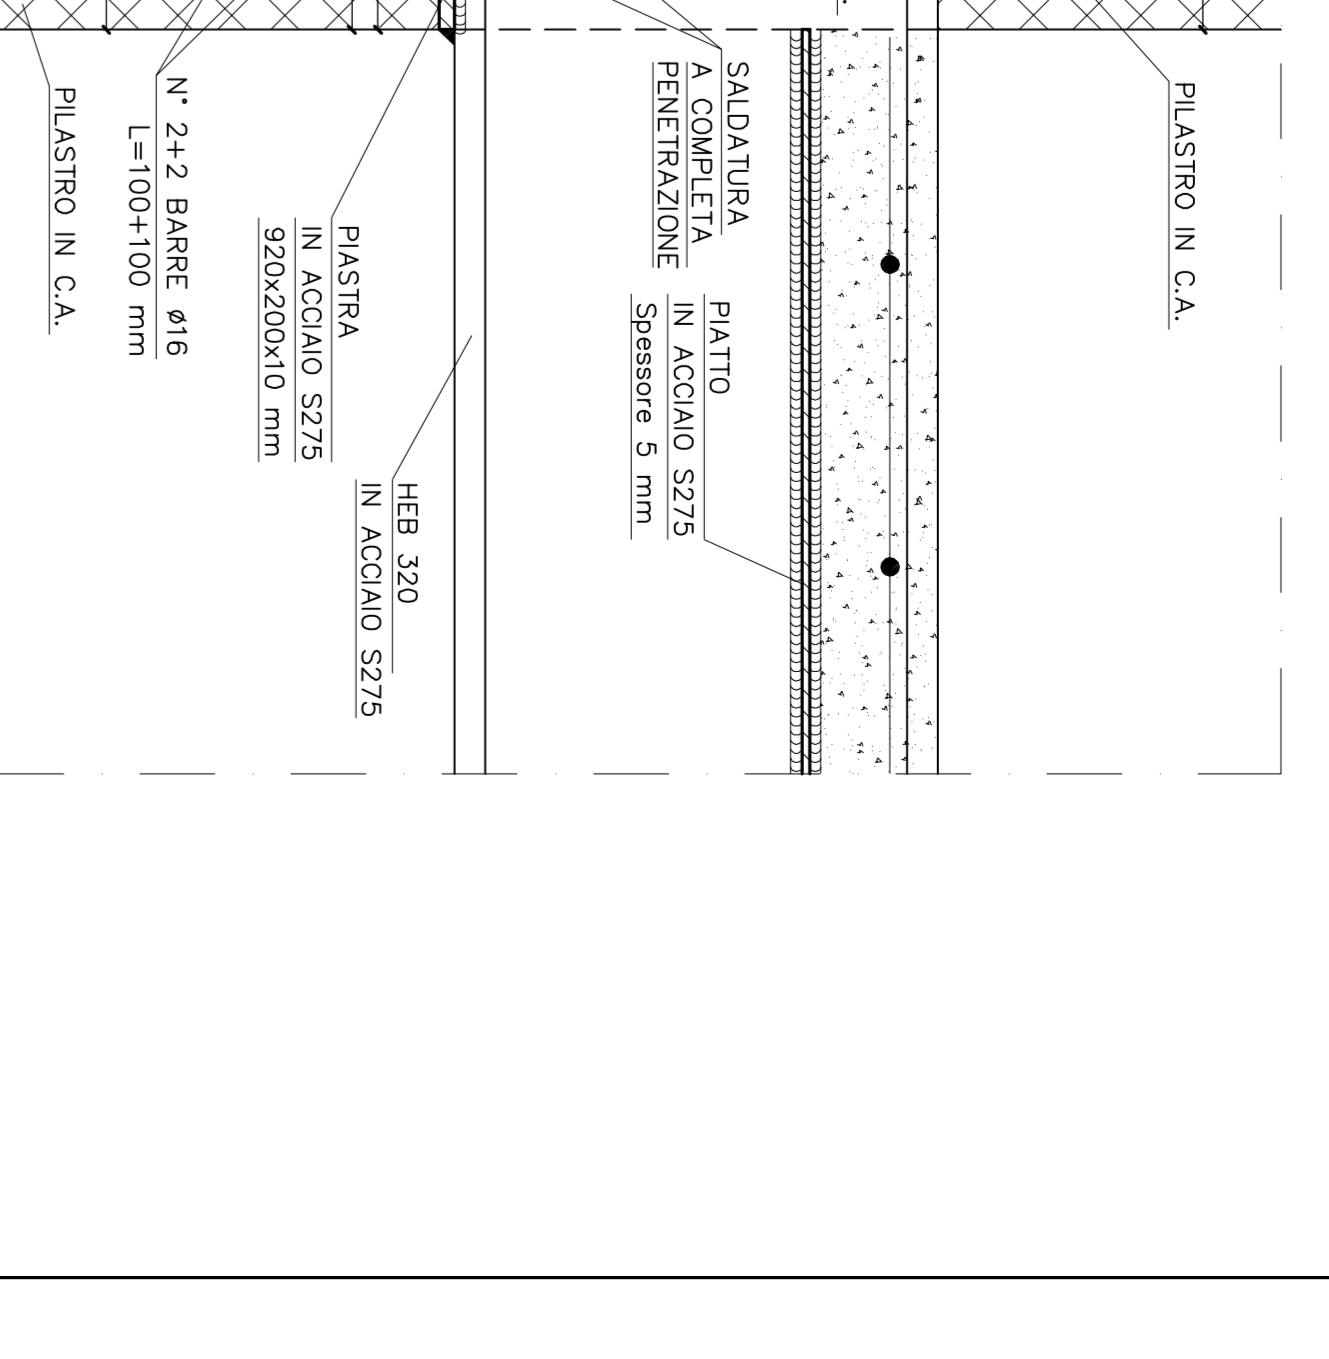 PILASTRO IN C.A.
SALDATURA
A COMPLETA
PENETRAZIONE
PIATTO
IN ACCIAIO S275
Spessore 5 mm
HEB 320
IN ACCIAIO S275
PIASTRA
IN ACCIAIO S275
920x200x10 mm
N° 2+2 BARRE ø16
L=100+100 mm
PILASTRO IN C.A.